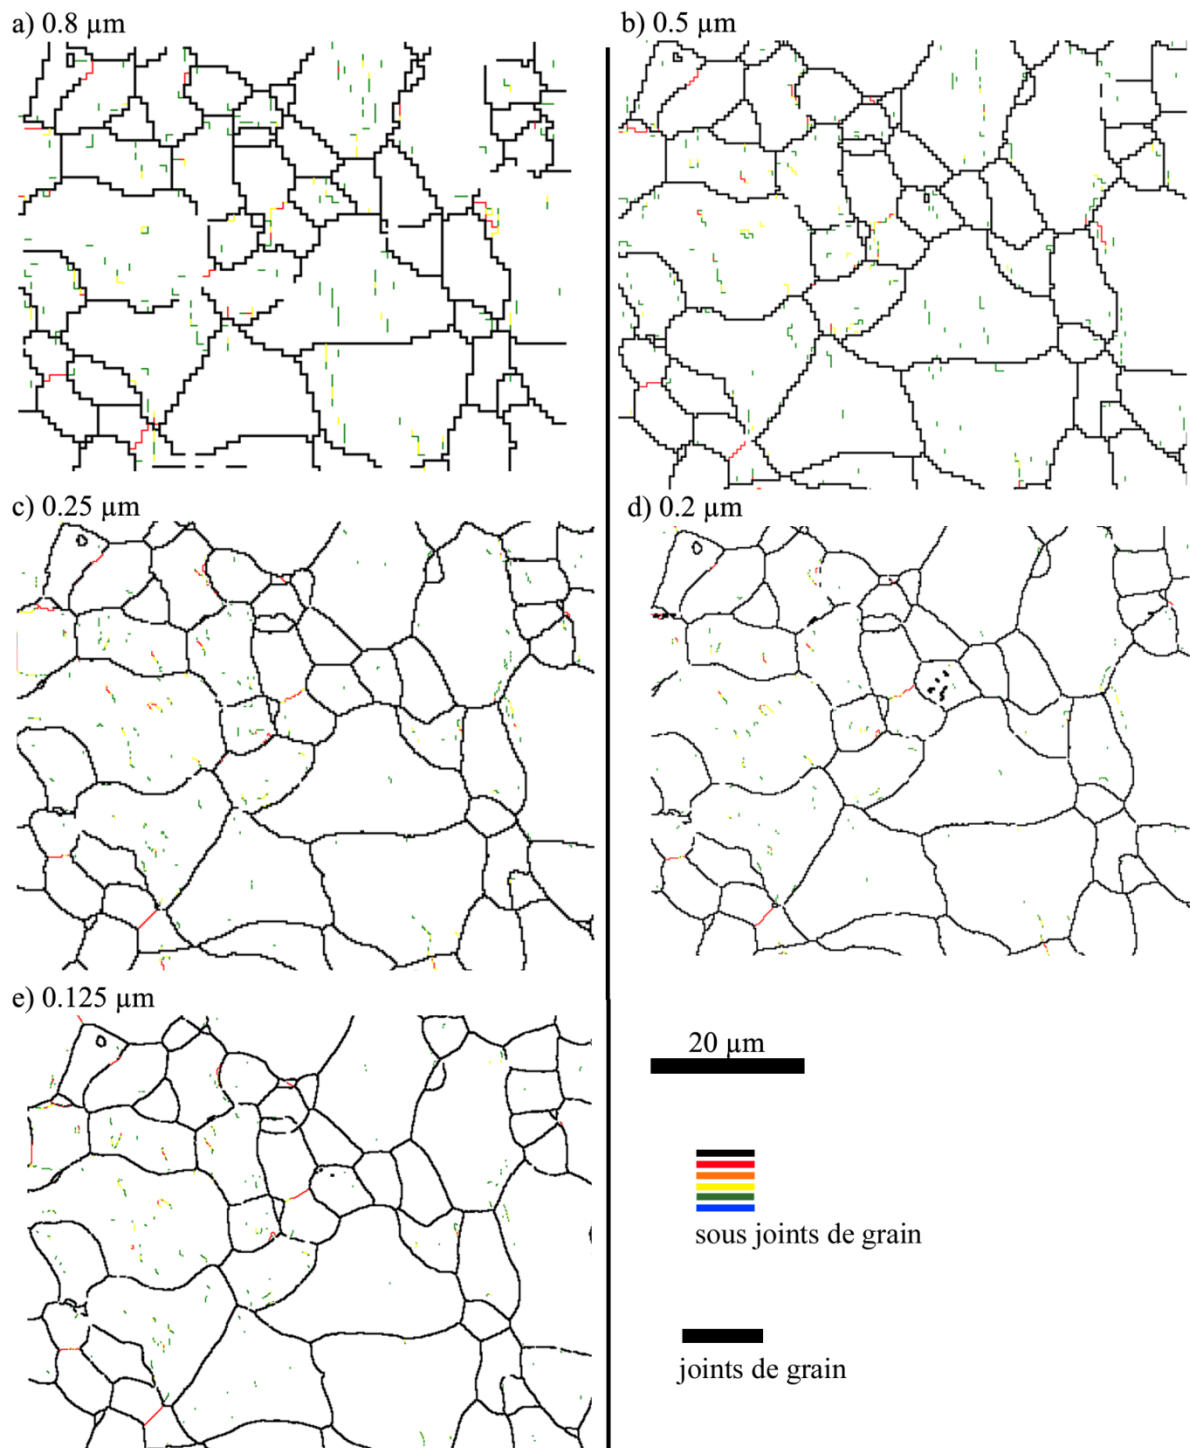 a) 0.8 µm
b) 0.5 µm
c) 0.25 µm
d) 0.2 µm
e) 0.125 µm
20 µm
sous joints de grain
joints de grain